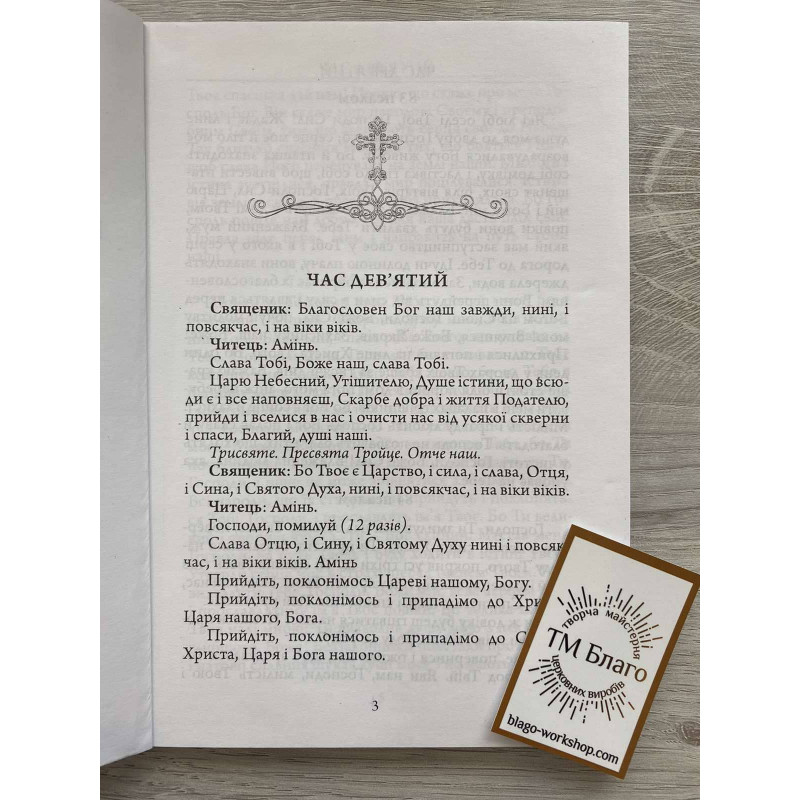 ЧАС ДЕВ’ЯТИЙ
Священик: Благословен Бог наш завжди, нині, і
повсякчас, і на віки віків.
Читець: Амінь.
Слава Тобі, Боже наш, слава Тобі.
Царю Небесний, Утішителю, Душе істини, що всю-
ди є і все наповняєш, Скарбе добра і життя Подателю,
прийди і вселися в нас і очисти нас від усякої скверни
і спаси, Благий, душі наші.
Трисвяте. Пресвята Тройце. Отче наш.
Священик: Бо Твоє є Царство, і сила, і слава, Отця,
і Сина, і Святого Духа, нині, і повсякчас, і на віки віків.
Читець: Амінь.
Господи, помилуй (12 разів).
Слава Отцю, і Сину, і Святому Духу нині і повсяк-
час, і на віки віків. Амінь
Прийдіть, поклонімось Цареві нашому, Богу.
Прийдіть, поклонімось і припадімо до
Царя нашого, Бога.
Прийдіть, поклонімось і припадімо до
Христа, Царя і Бога нашого.
3
творча майстерня
ТМ Благо
церковних виробів
blago-workshop.com